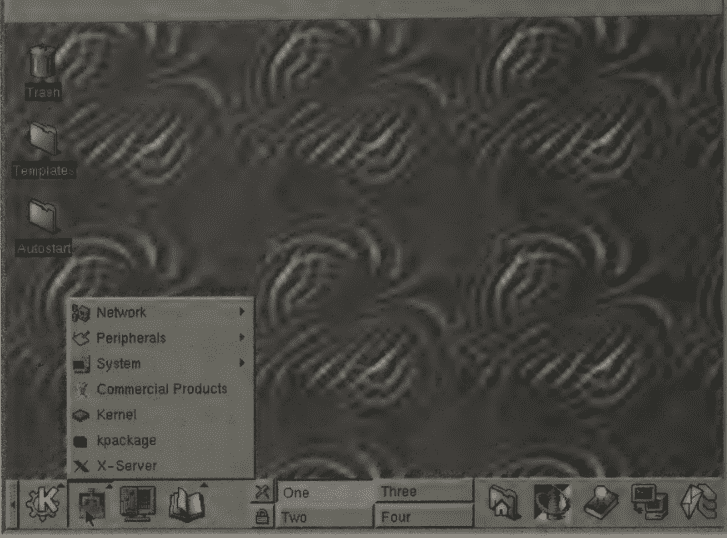 Trash
Templates
Autostart
Network
Peripherals
System
Commercial Products
Kernel
kpackage
X-Server
One
Three
Two
Four